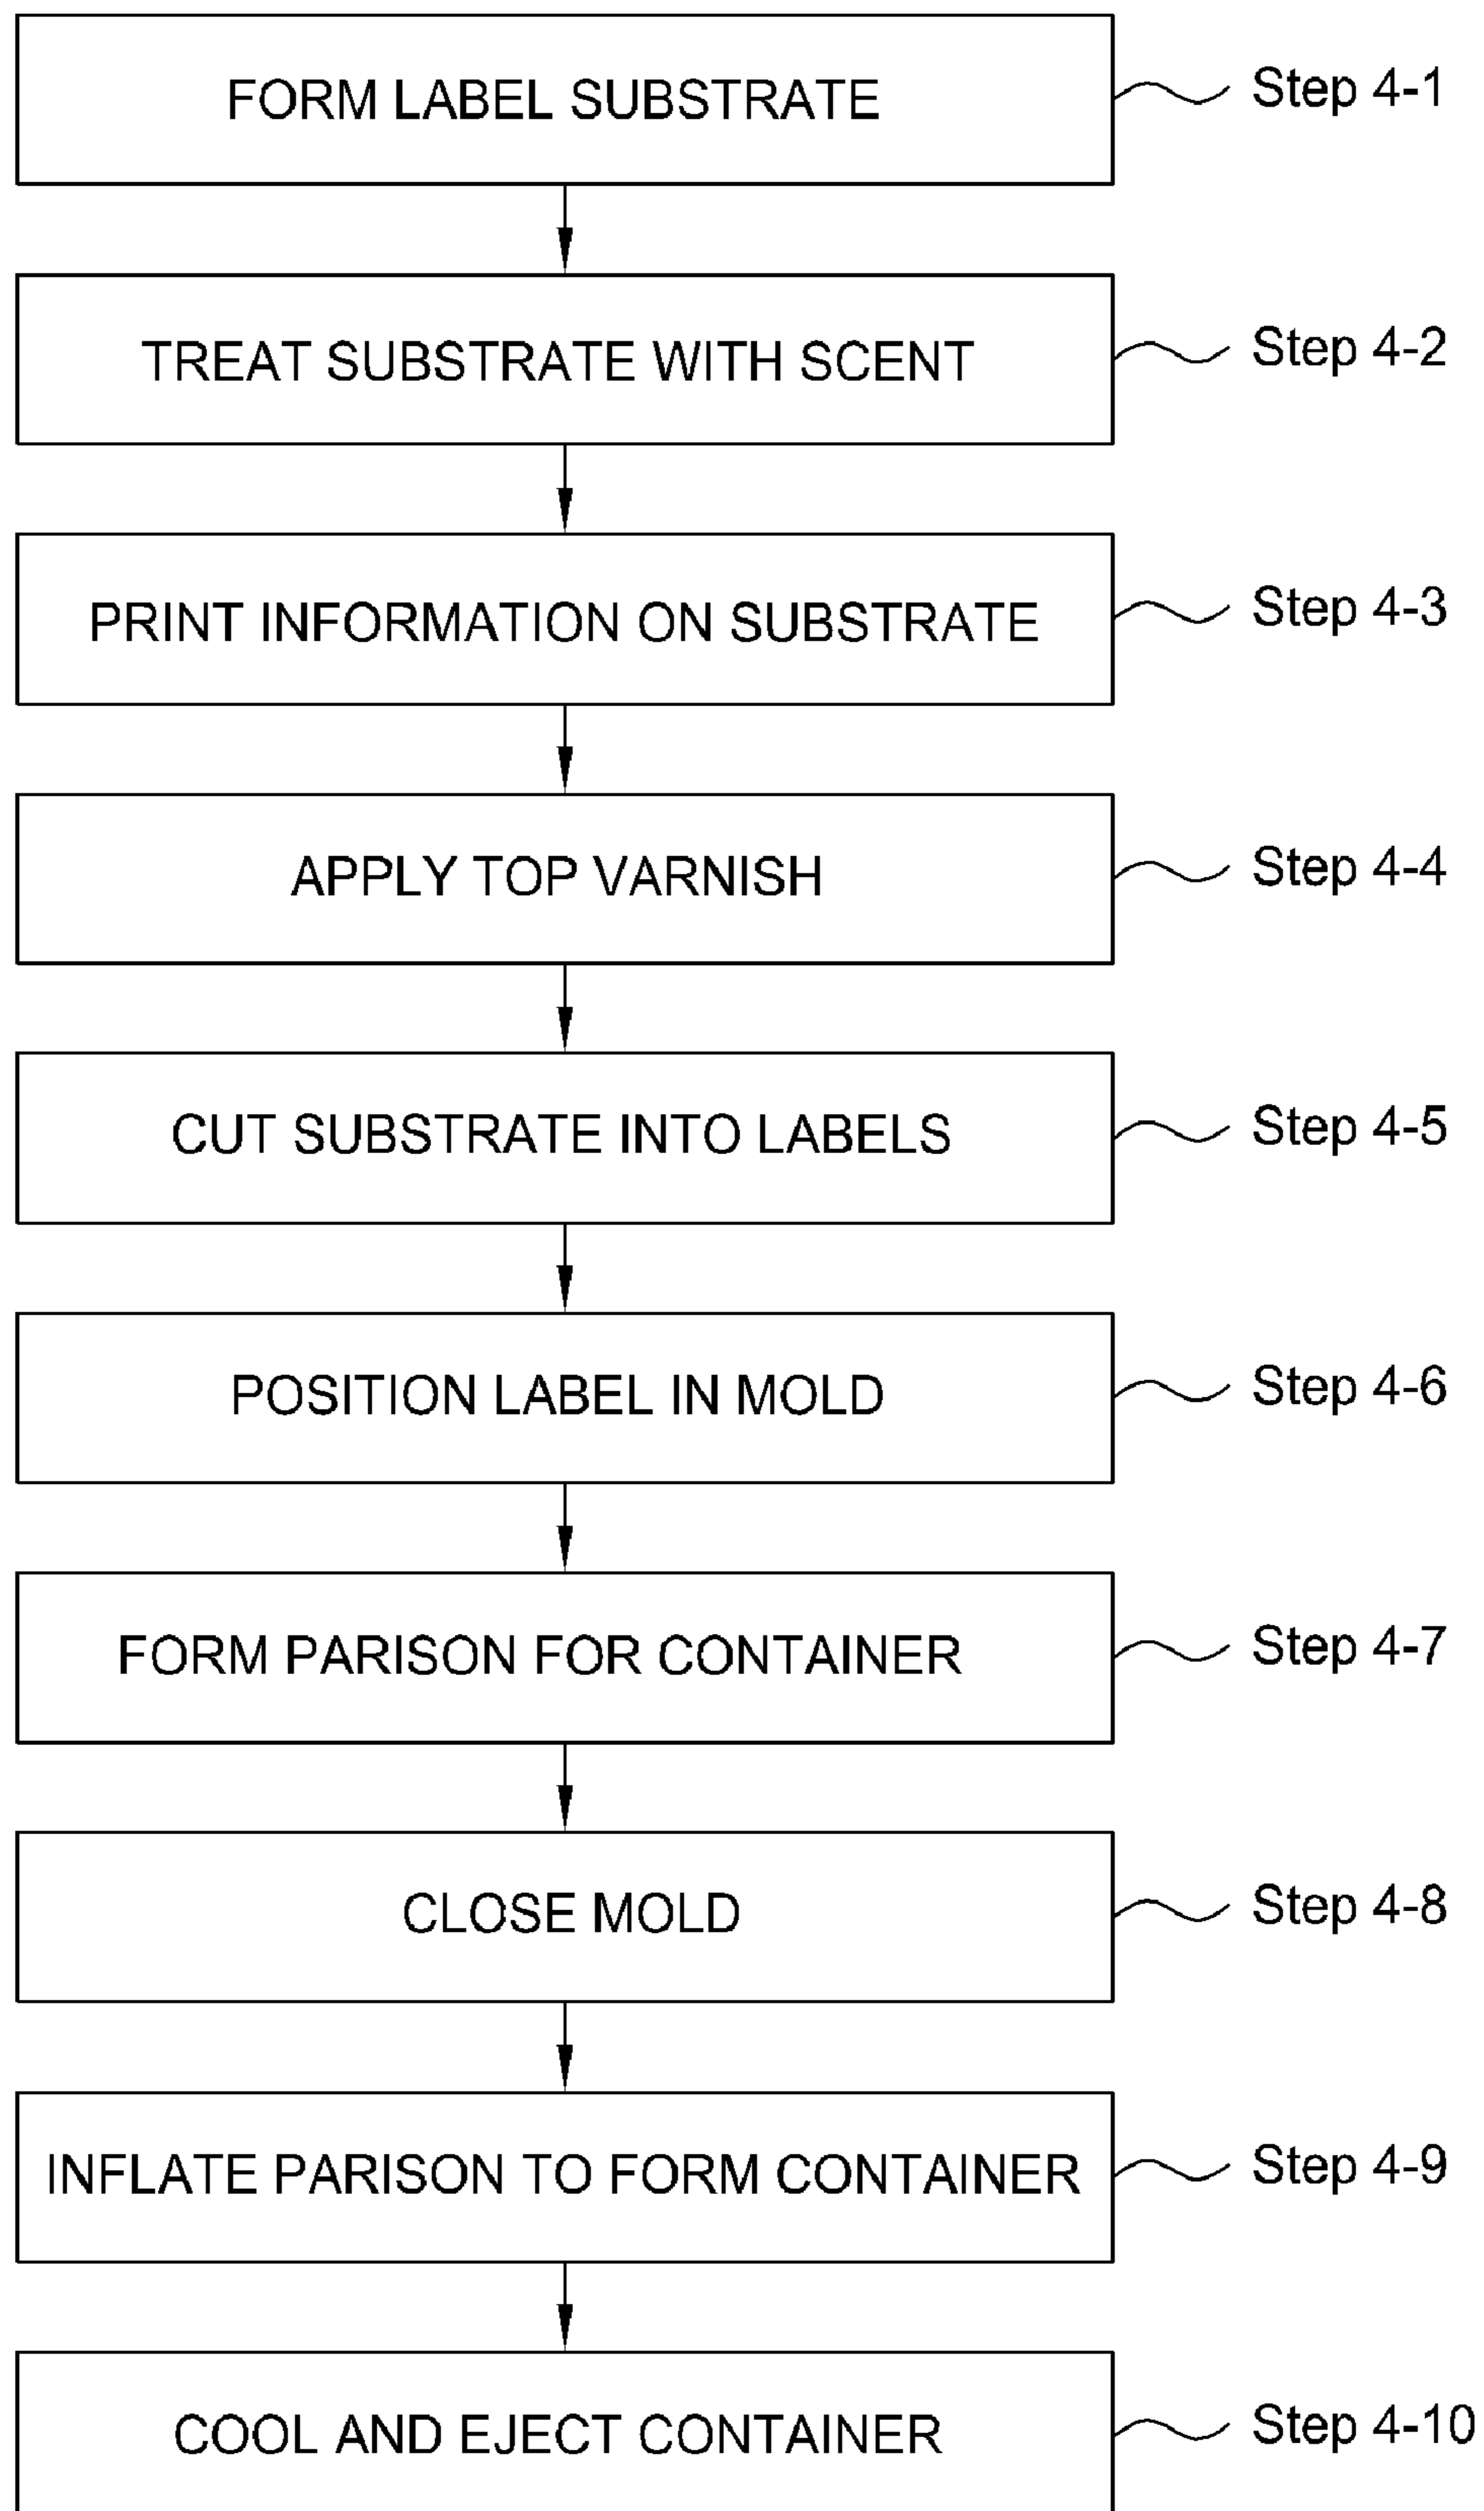 FORM LABEL SUBSTRATE Step 4-1
TREAT SUBSTRATE WITH SCENT Step 4-2
PRINT INFORMATION ON SUBSTRATE Step 4-3
APPLY TOP VARNISH Step 4-4
CUT SUBSTRATE INTO LABELS Step 4-5
POSITION LABEL IN MOLD Step 4-6
FORM PARISON FOR CONTAINER Step 4-7
CLOSE MOLD Step 4-8
INFLATE PARISON TO FORM CONTAINER Step 4-9
COOL AND EJECT CONTAINER Step 4-10